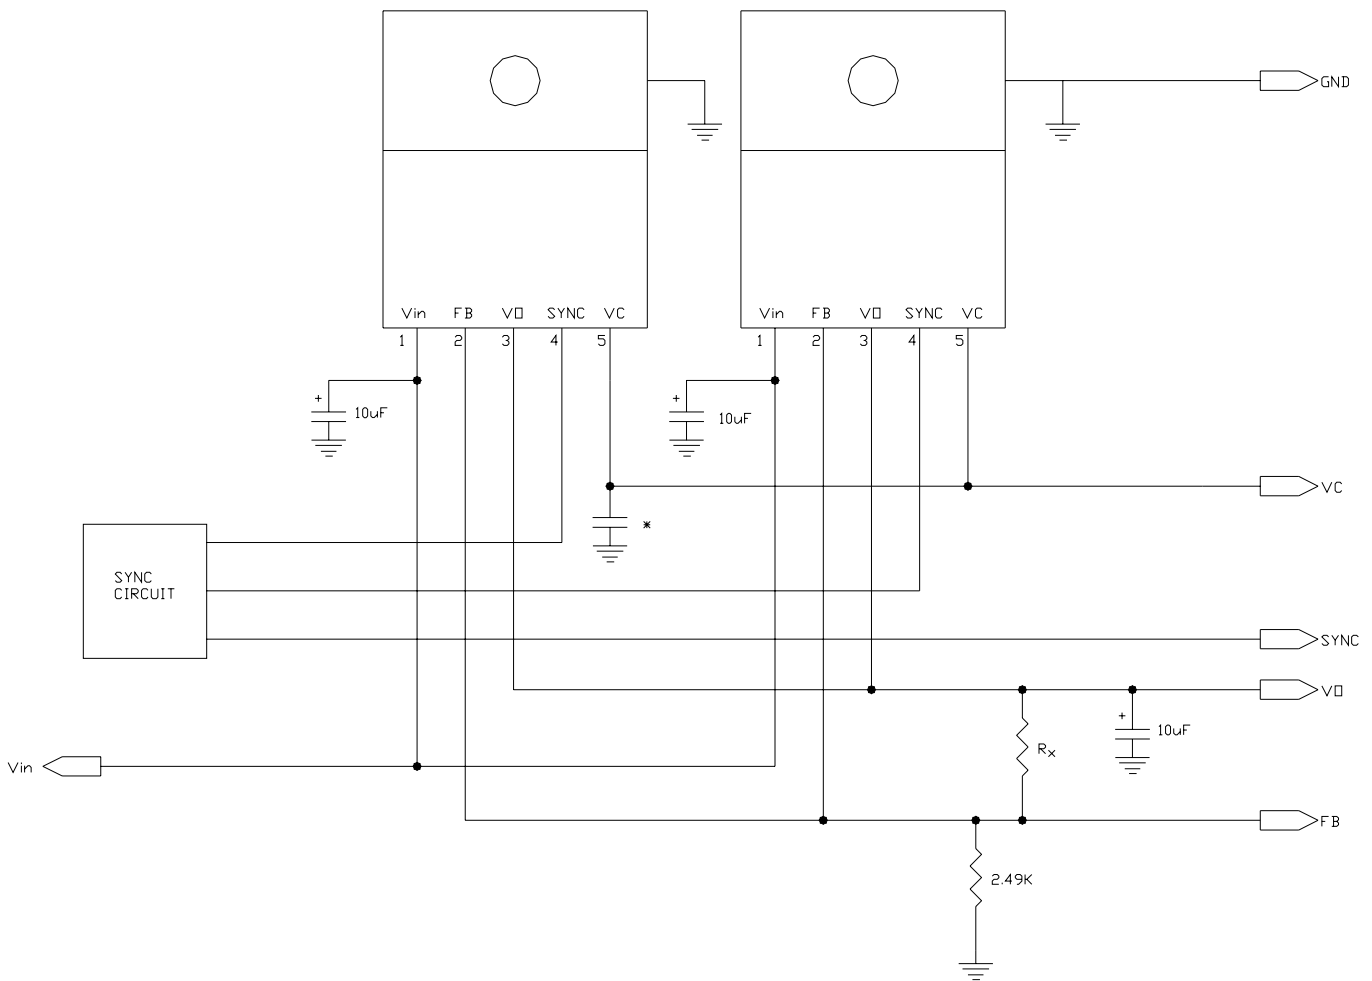 GND
Vin FB VO SYNC VC
1 2 3 4 5
Vin FB VO SYNC VC
1 2 3 4 5
+ 10uF
+ 10uF
VC
*
SYNC
CIRCUIT
SYNC
VO
+ 10uF
Rx
Vin
FB
2.49K